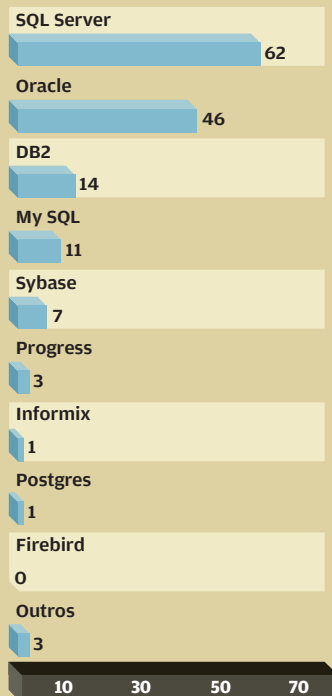 SQL Server
62
Oracle
46
DB2
14
My SQL
11
Sybase
7
Progress
3
Informix
1
Postgres
1
Firebird
0
Outros
3
10 30 50 70